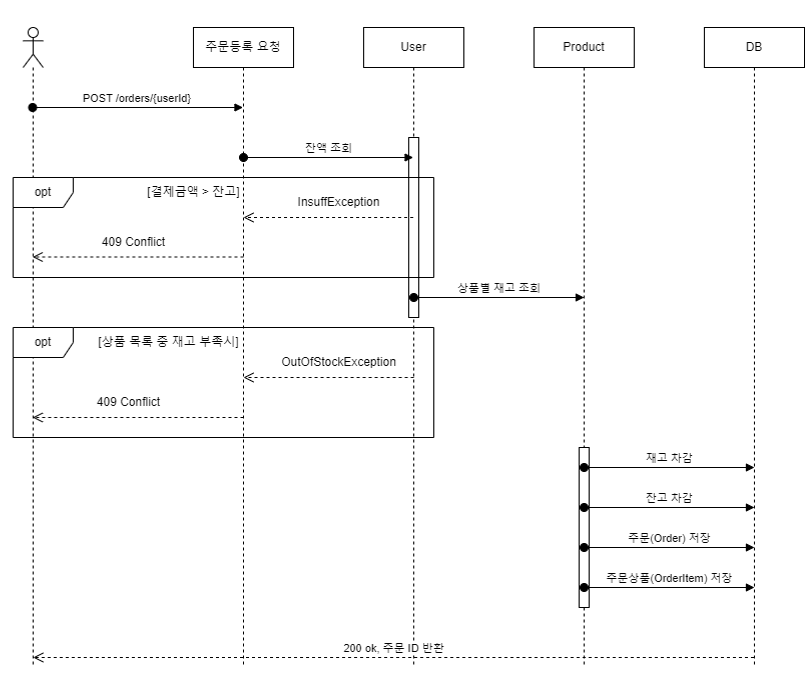 주문등록 요청
User
Product
DB
POST /orders/{userId}
잔액 조회
opt
[결제금액 > 잔고]
InsuffException
409 Conflict
상품별 재고 조회
opt
[상품 목록 중 재고 부족시]
OutOfStockException
409 Conflict
재고 차감
잔고 차감
주문(Order) 저장
주문상품(OrderItem) 저장
200 ok, 주문 ID 반환